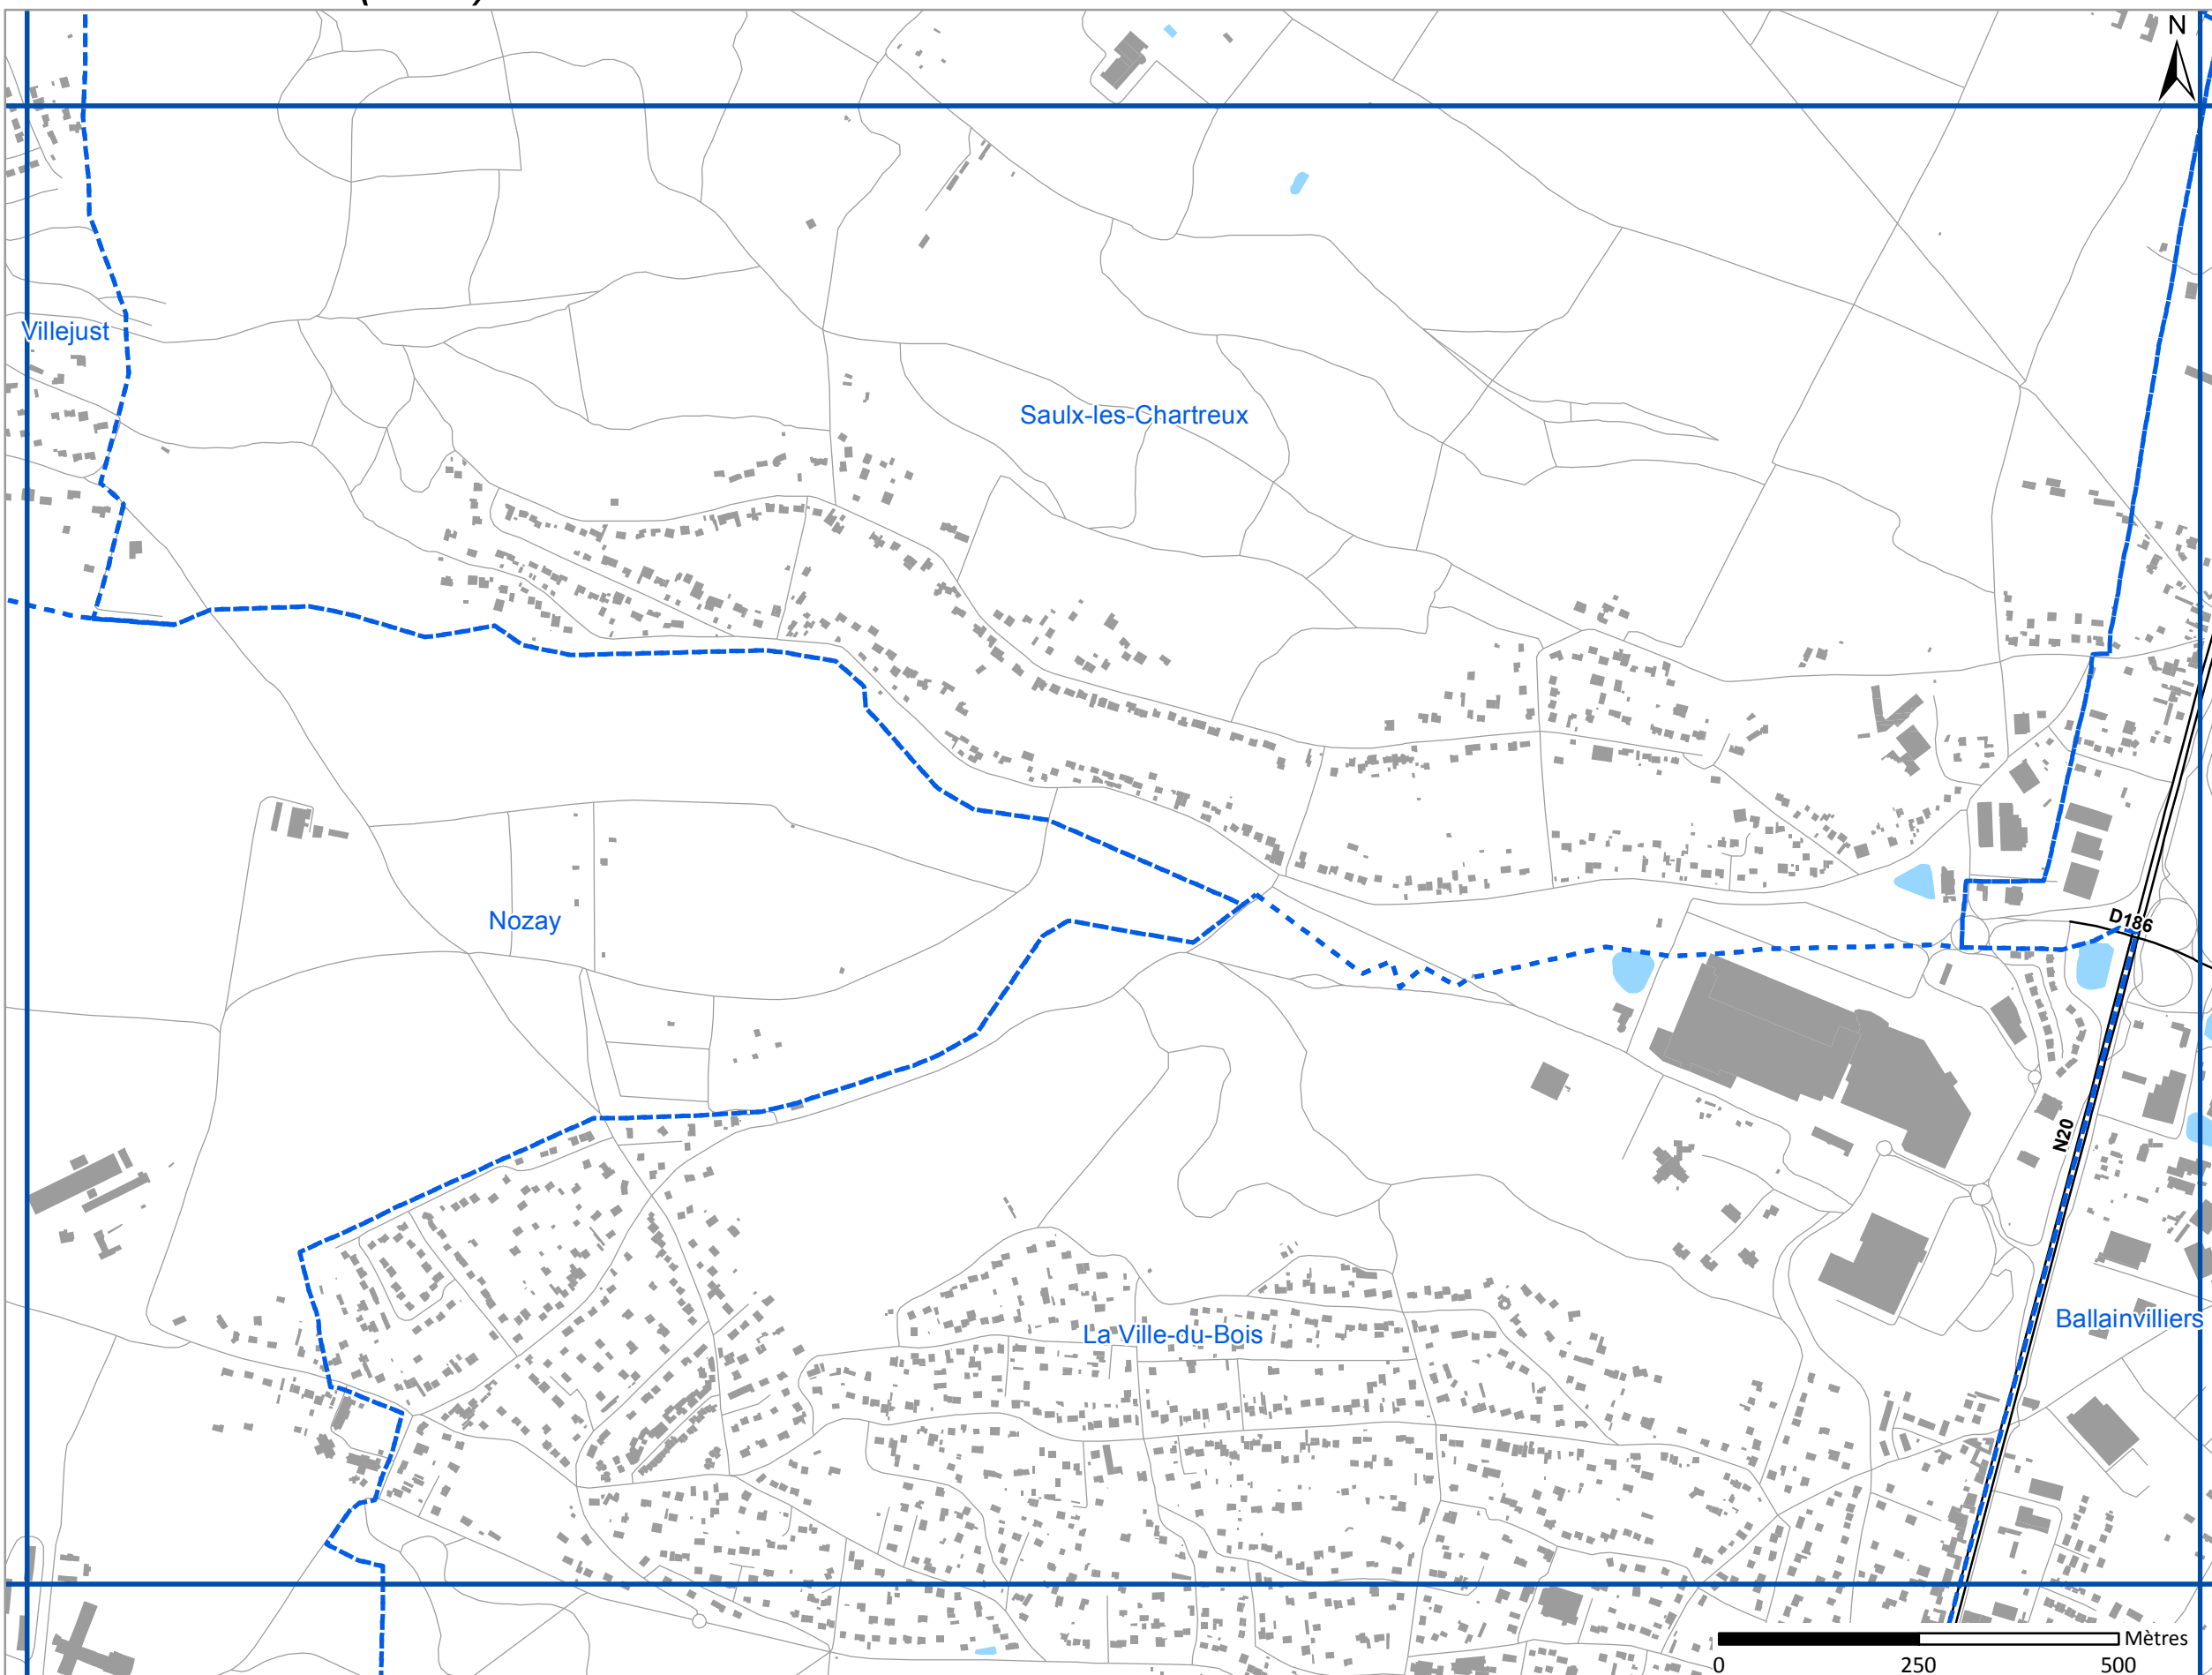 N
Villejust
Saulx-les-Chartreux
Nozay
D186
N20
Ballainvilliers
La Ville-du-Bois
Mètres
0 250 500